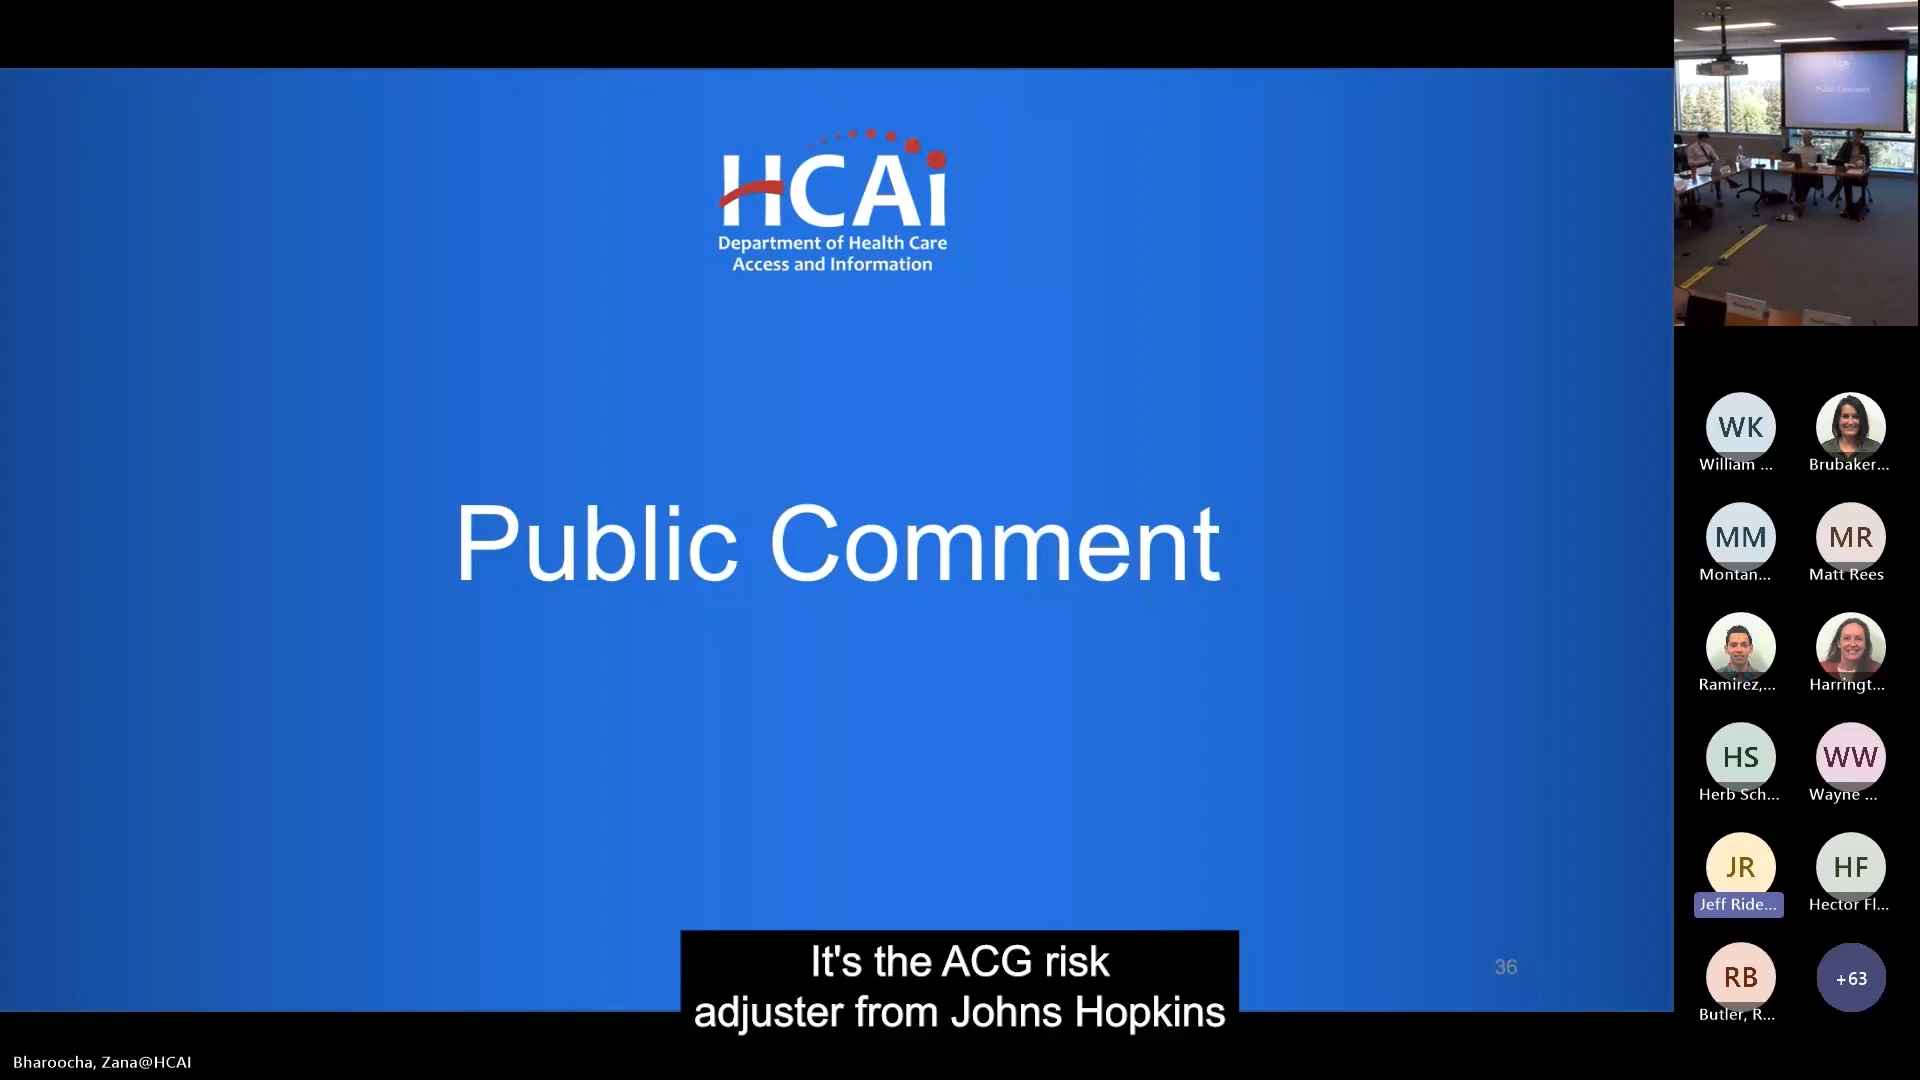 HCAi
Department of Health Care
Access and Information
Public Comment
36
It's the ACG risk
adjuster from Johns Hopkins
Bharoocha, Zana@HCAI
Public Comment
WK
William ...
Brubaker...
MM
Montan...
MR
Matt Rees
Ramirez,...
Harringt...
HS
Herb Sch...
WW
Wayne ...
JR
Jeff Ride...
HF
Hector Fl...
RB
Butler, R...
+63